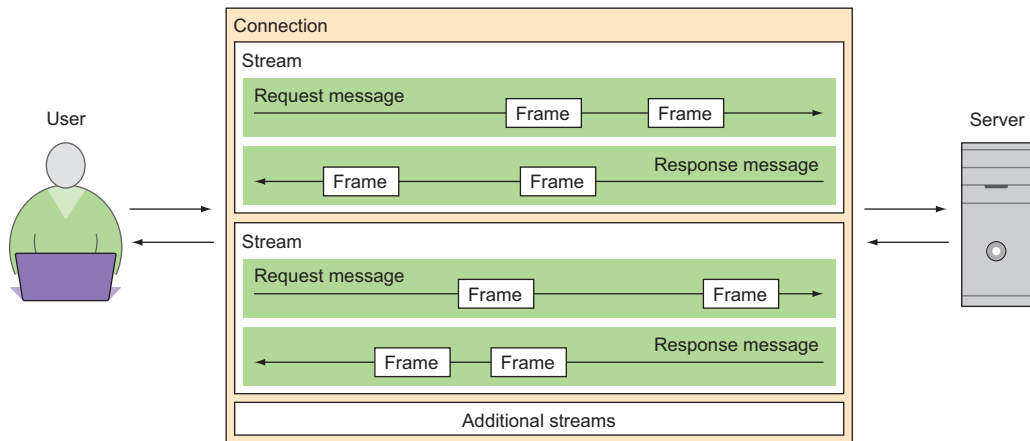 Connection
Stream
Request message
Frame Frame
User
Server
Response message
Frame Frame
Stream
Request message
Frame Frame
Response message
Frame Frame
Additional streams